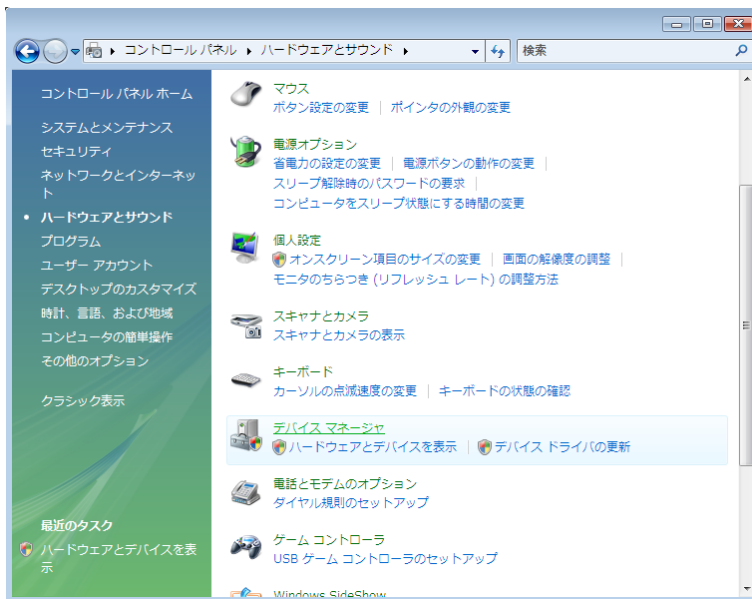 コントロール パネル ▸ ハードウェアとサウンド ▸
検索
コントロール パネル ホーム
システムとメンテナンス
セキュリティ
ネットワークとインターネッ
ト
ハードウェアとサウンド
プログラム
ユーザー アカウント
デスクトップのカスタマイズ
時計、言語、および地域
コンピュータの簡単操作
その他のオプション
クラシック表示
最近のタスク
ハードウェアとデバイスを表
示
マウス
ボタン設定の変更 | ポインタの外観の変更
電源オプション
省電力の設定の変更 | 電源ボタンの動作の変更 |
スリープ解除時のパスワードの要求 |
コンピュータをスリープ状態にする時間の変更
個人設定
オンスクリーン項目のサイズの変更 | 画面の解像度の調整 |
モニタのちらつき (リフレッシュ レート) の調整方法
スキャナとカメラ
スキャナとカメラの表示
キーボード
カーソルの点滅速度の変更 | キーボードの状態の確認
デバイス マネージャ
ハードウェアとデバイスを表示 | デバイス ドライバの更新
電話とモデムのオプション
ダイヤル規則のセットアップ
ゲーム コントローラ
USB ゲーム コントローラのセットアップ
Windows SideShow